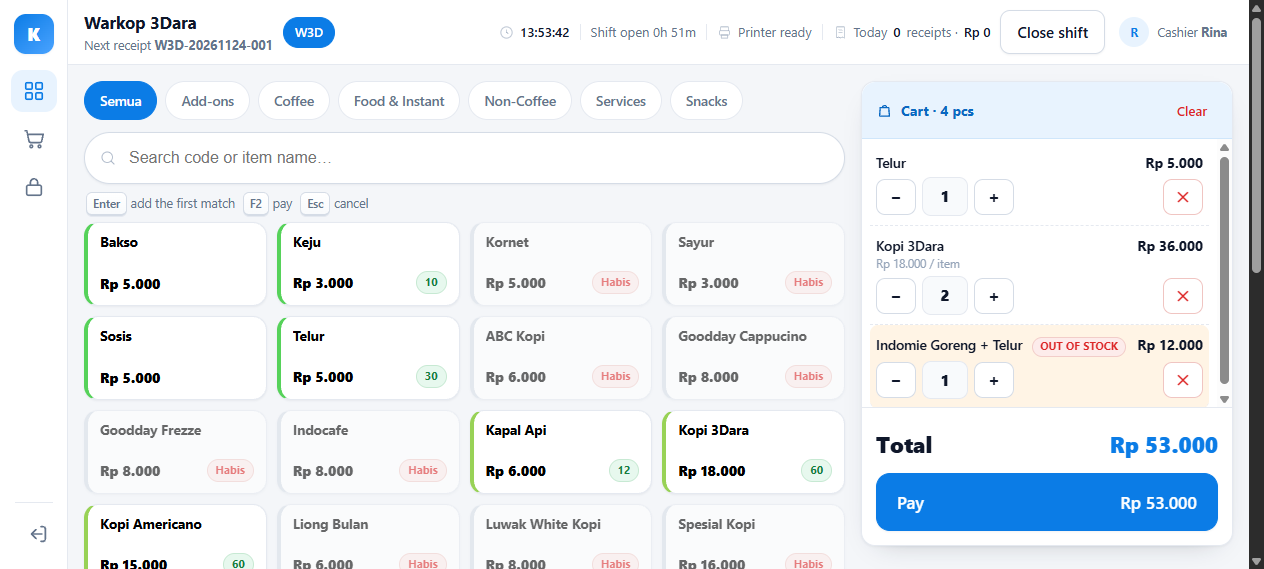 K
Warkop 3Dara
Next receipt W3D-20261124-001
W3D
13:53:42
Shift open 0h 51m
Printer ready
Today 0 receipts · Rp 0
Close shift
R
Cashier Rina
Semua
Add-ons
Coffee
Food & Instant
Non-Coffee
Services
Snacks
Search code or item name…
Enter add the first match F2 pay Esc cancel
Bakso
Rp 5.000
Keju
Rp 3.000
10
Kornet
Rp 5.000
Habis
Sayur
Rp 3.000
Habis
Sosis
Rp 5.000
Telur
Rp 5.000
30
ABC Kopi
Rp 6.000
Habis
Goodday Cappucino
Rp 8.000
Habis
Goodday Frezze
Rp 8.000
Habis
Indocafe
Rp 8.000
Habis
Kapal Api
Rp 6.000
12
Kopi 3Dara
Rp 18.000
60
Kopi Americano
Rp 15.000
60
Liong Bulan
Rp 6.000
Habis
Luwak White Kopi
Rp 8.000
Habis
Spesial Kopi
Rp 16.000
Habis
Cart · 4 pcs
Clear
Telur
Rp 5.000
− 1 +
Kopi 3Dara
Rp 36.000
Rp 18.000 / item
− 2 +
Indomie Goreng + Telur
OUT OF STOCK
Rp 12.000
− 1 +
Total
Rp 53.000
Pay
Rp 53.000